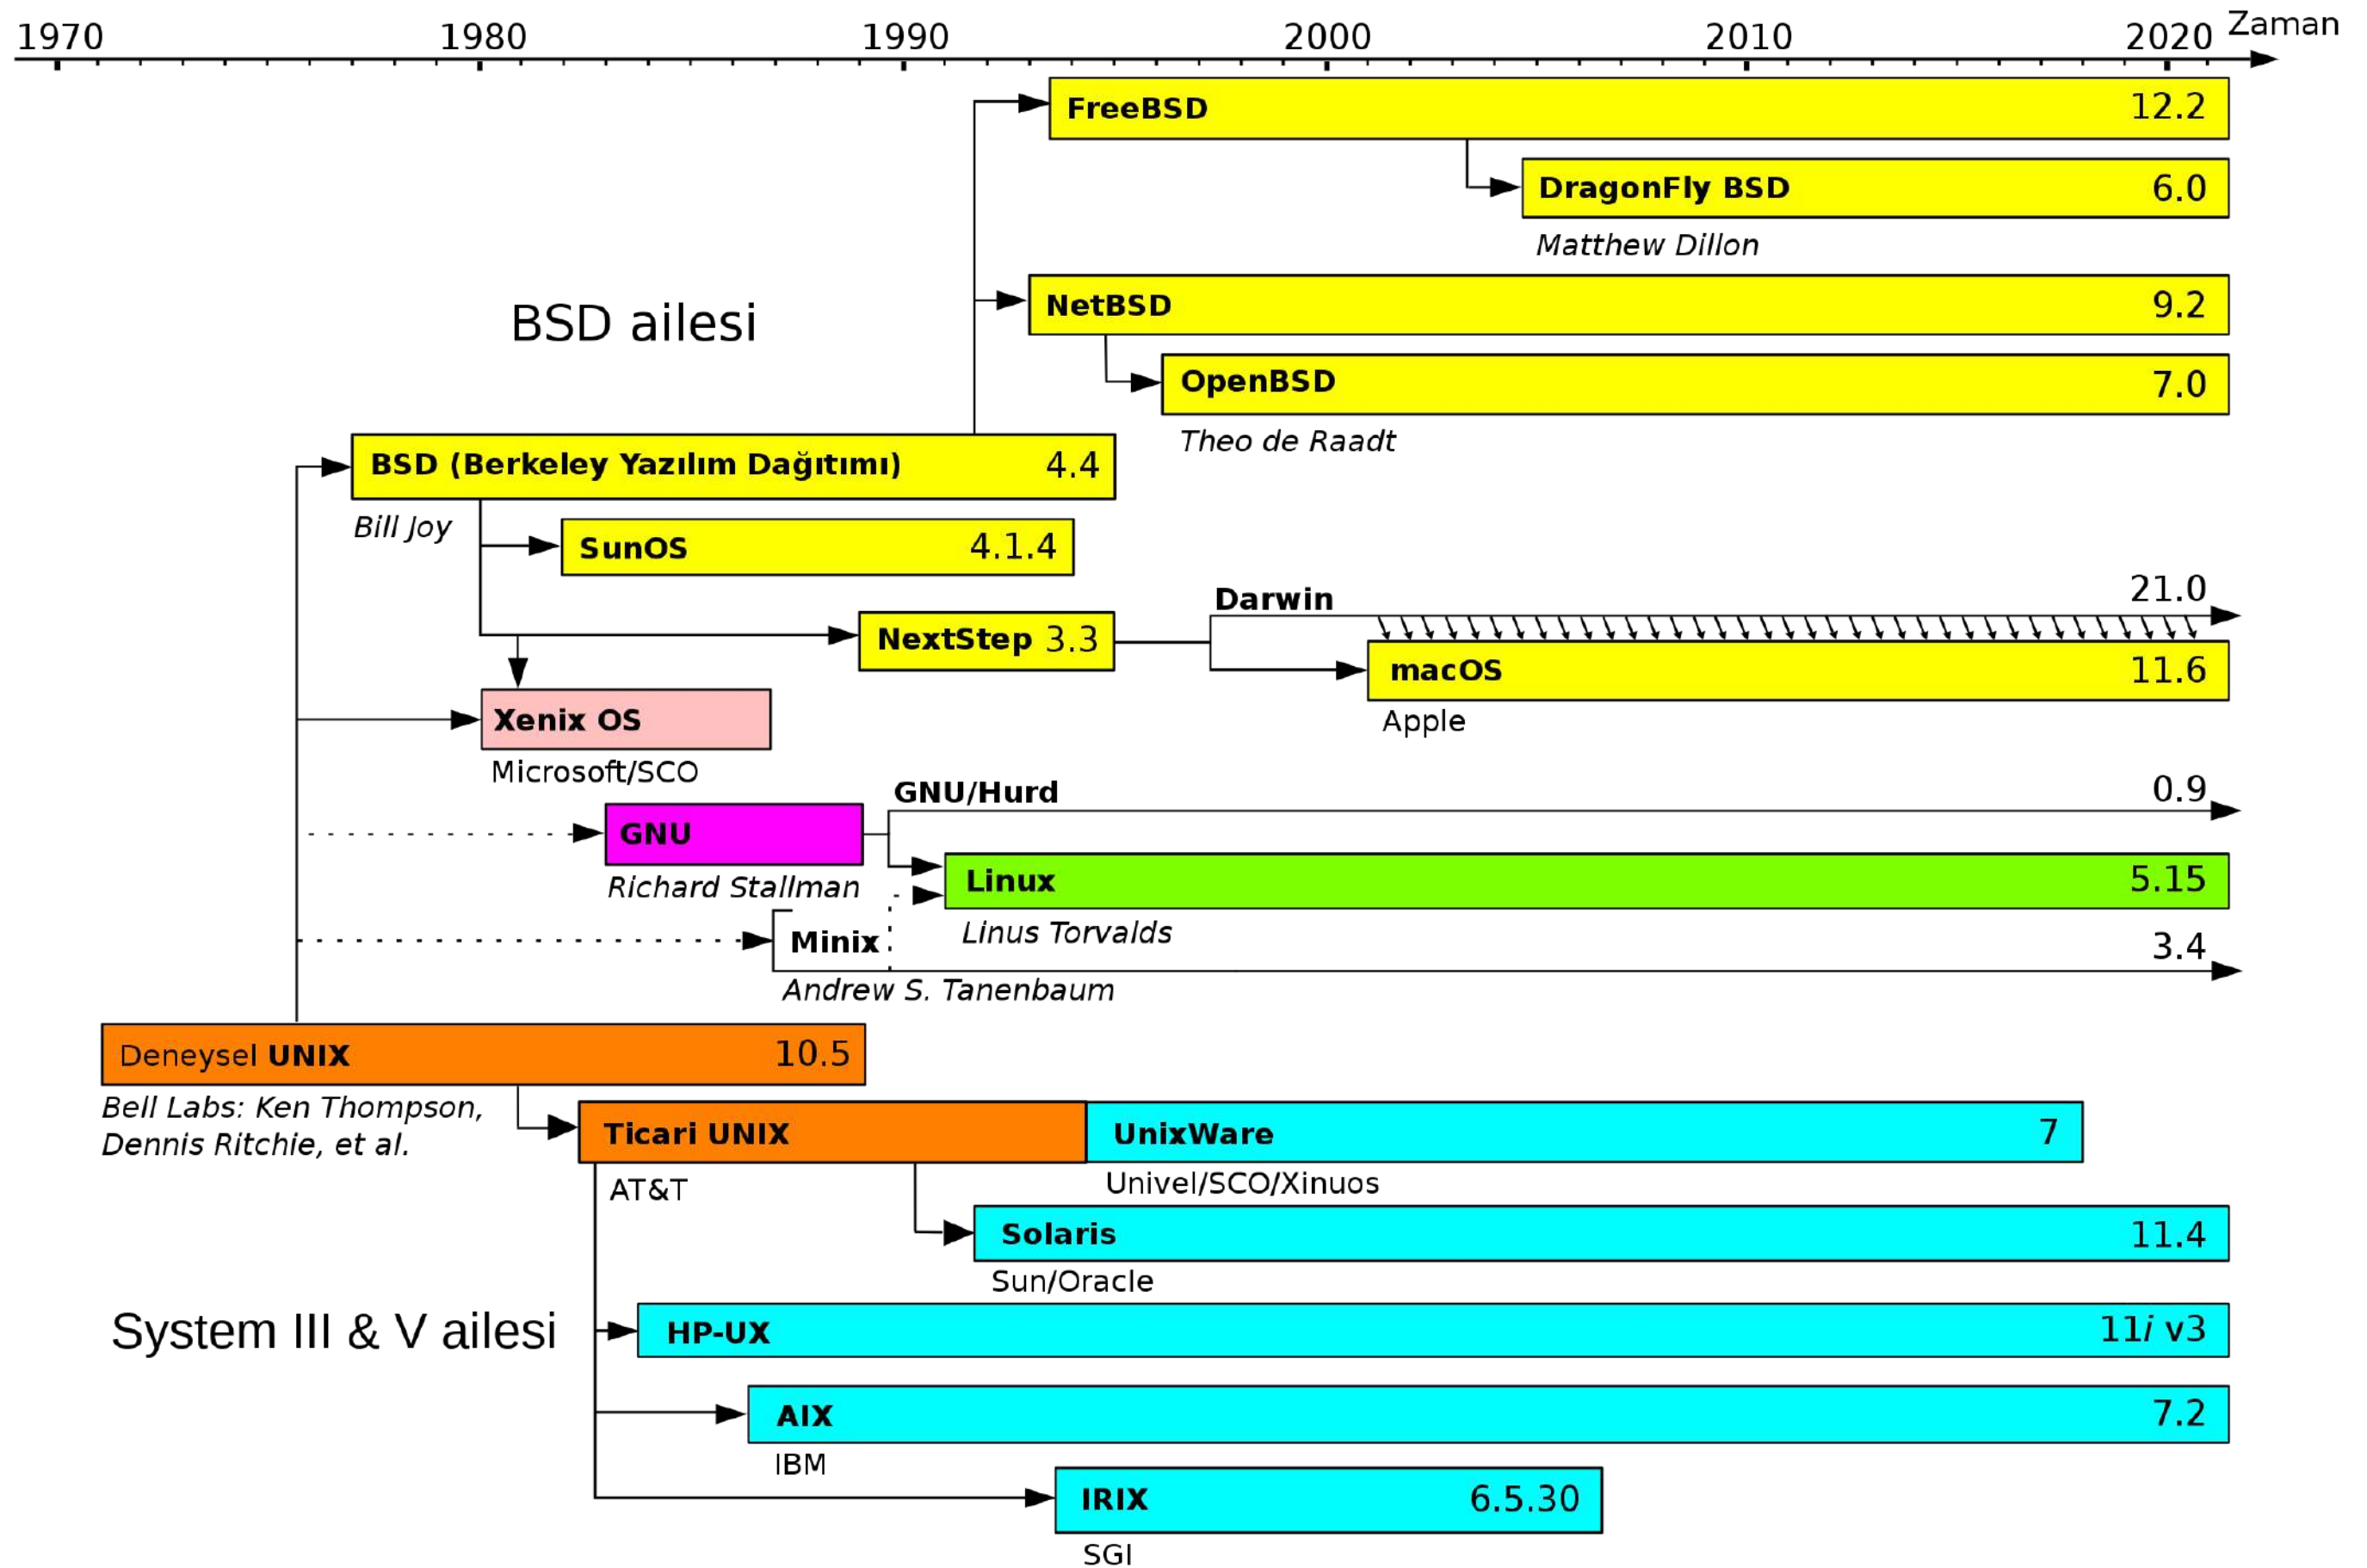 1970 1980 1990 2000 2010 2020 Zaman
FreeBSD 12.2
DragonFly BSD 6.0
Matthew Dillon
BSD ailesi
NetBSD 9.2
OpenBSD 7.0
Theo de Raadt
BSD (Berkeley Yazılım Dağıtımı) 4.4
Bill Joy
SunOS 4.1.4
Darwin 21.0
NextStep 3.3
macOS 11.6
Apple
Xenix OS
Microsoft/SCO
GNU/Hurd 0.9
GNU
Richard Stallman
Linux 5.15
Linus Torvalds
Minix 3.4
Andrew S. Tanenbaum
Deneysel UNIX 10.5
Bell Labs: Ken Thompson,
Dennis Ritchie, et al.
Ticari UNIX UnixWare 7
AT&T Univel/SCO/Xinuos
Solaris 11.4
Sun/Oracle
System III & V ailesi
HP-UX 11i v3
AIX 7.2
IBM
IRIX 6.5.30
SGI